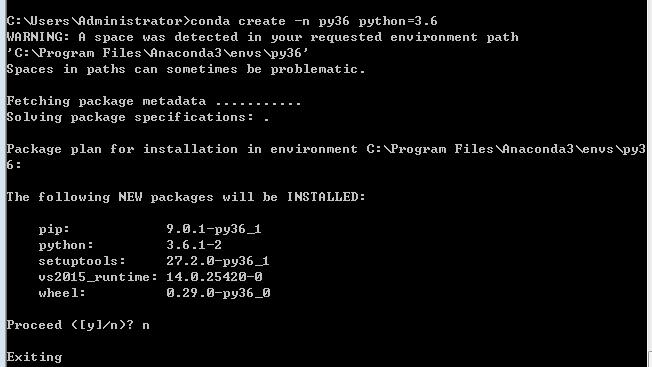 C:\Users\Administrator>conda create -n py36 python=3.6
WARNING: A space was detected in your requested environment path
'C:\Program Files\Anaconda3\envs\py36'
Spaces in paths can sometimes be problematic.
Fetching package metadata ...........
Solving package specifications: .
Package plan for installation in environment C:\Program Files\Anaconda3\envs\py3
6:
The following NEW packages will be INSTALLED:
pip: 9.0.1-py36_1
python: 3.6.1-2
setuptools: 27.2.0-py36_1
vs2015_runtime: 14.0.25420-0
wheel: 0.29.0-py36_0
Proceed ([y]/n)? n
Exiting